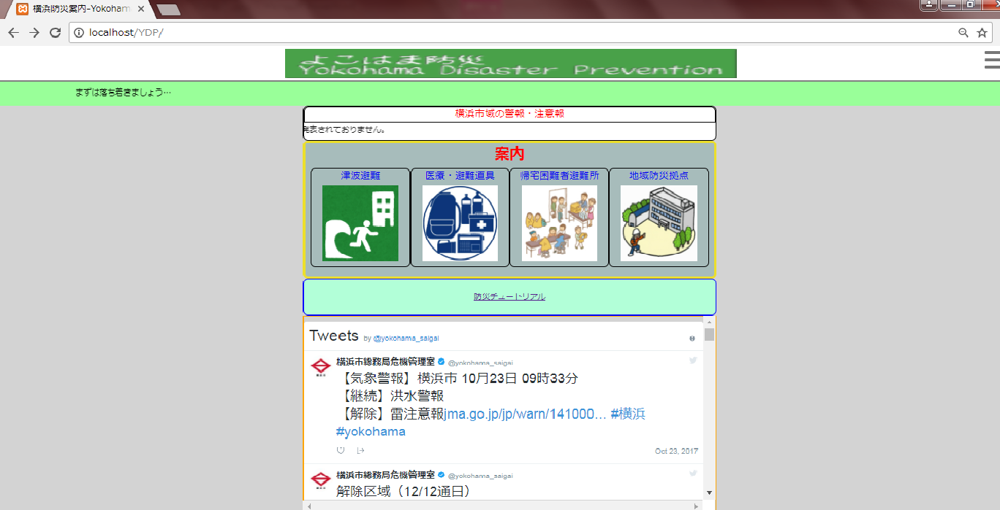 横浜防災案内-Yokoham
localhost/YDP/
よこはま防災
Yokohama Disaster Prevention
まずは落ち着きましょう…
横浜市域の警報・注意報
発表されておりません。
案内
津波避難 医療・避難道具 帰宅困難者避難所 地域防災拠点
防災チュートリアル
Tweets by @yokohama_saigai
横浜市総務局危機管理室 @yokohama_saigai
【気象警報】横浜市 10月23日 09時33分
【継続】洪水警報
【解除】雷注意報jma.go.jp/jp/warn/141000… #横浜
#yokohama
Oct 23, 2017
横浜市総務局危機管理室 @yokohama_saigai
解除区域（12/12通日）